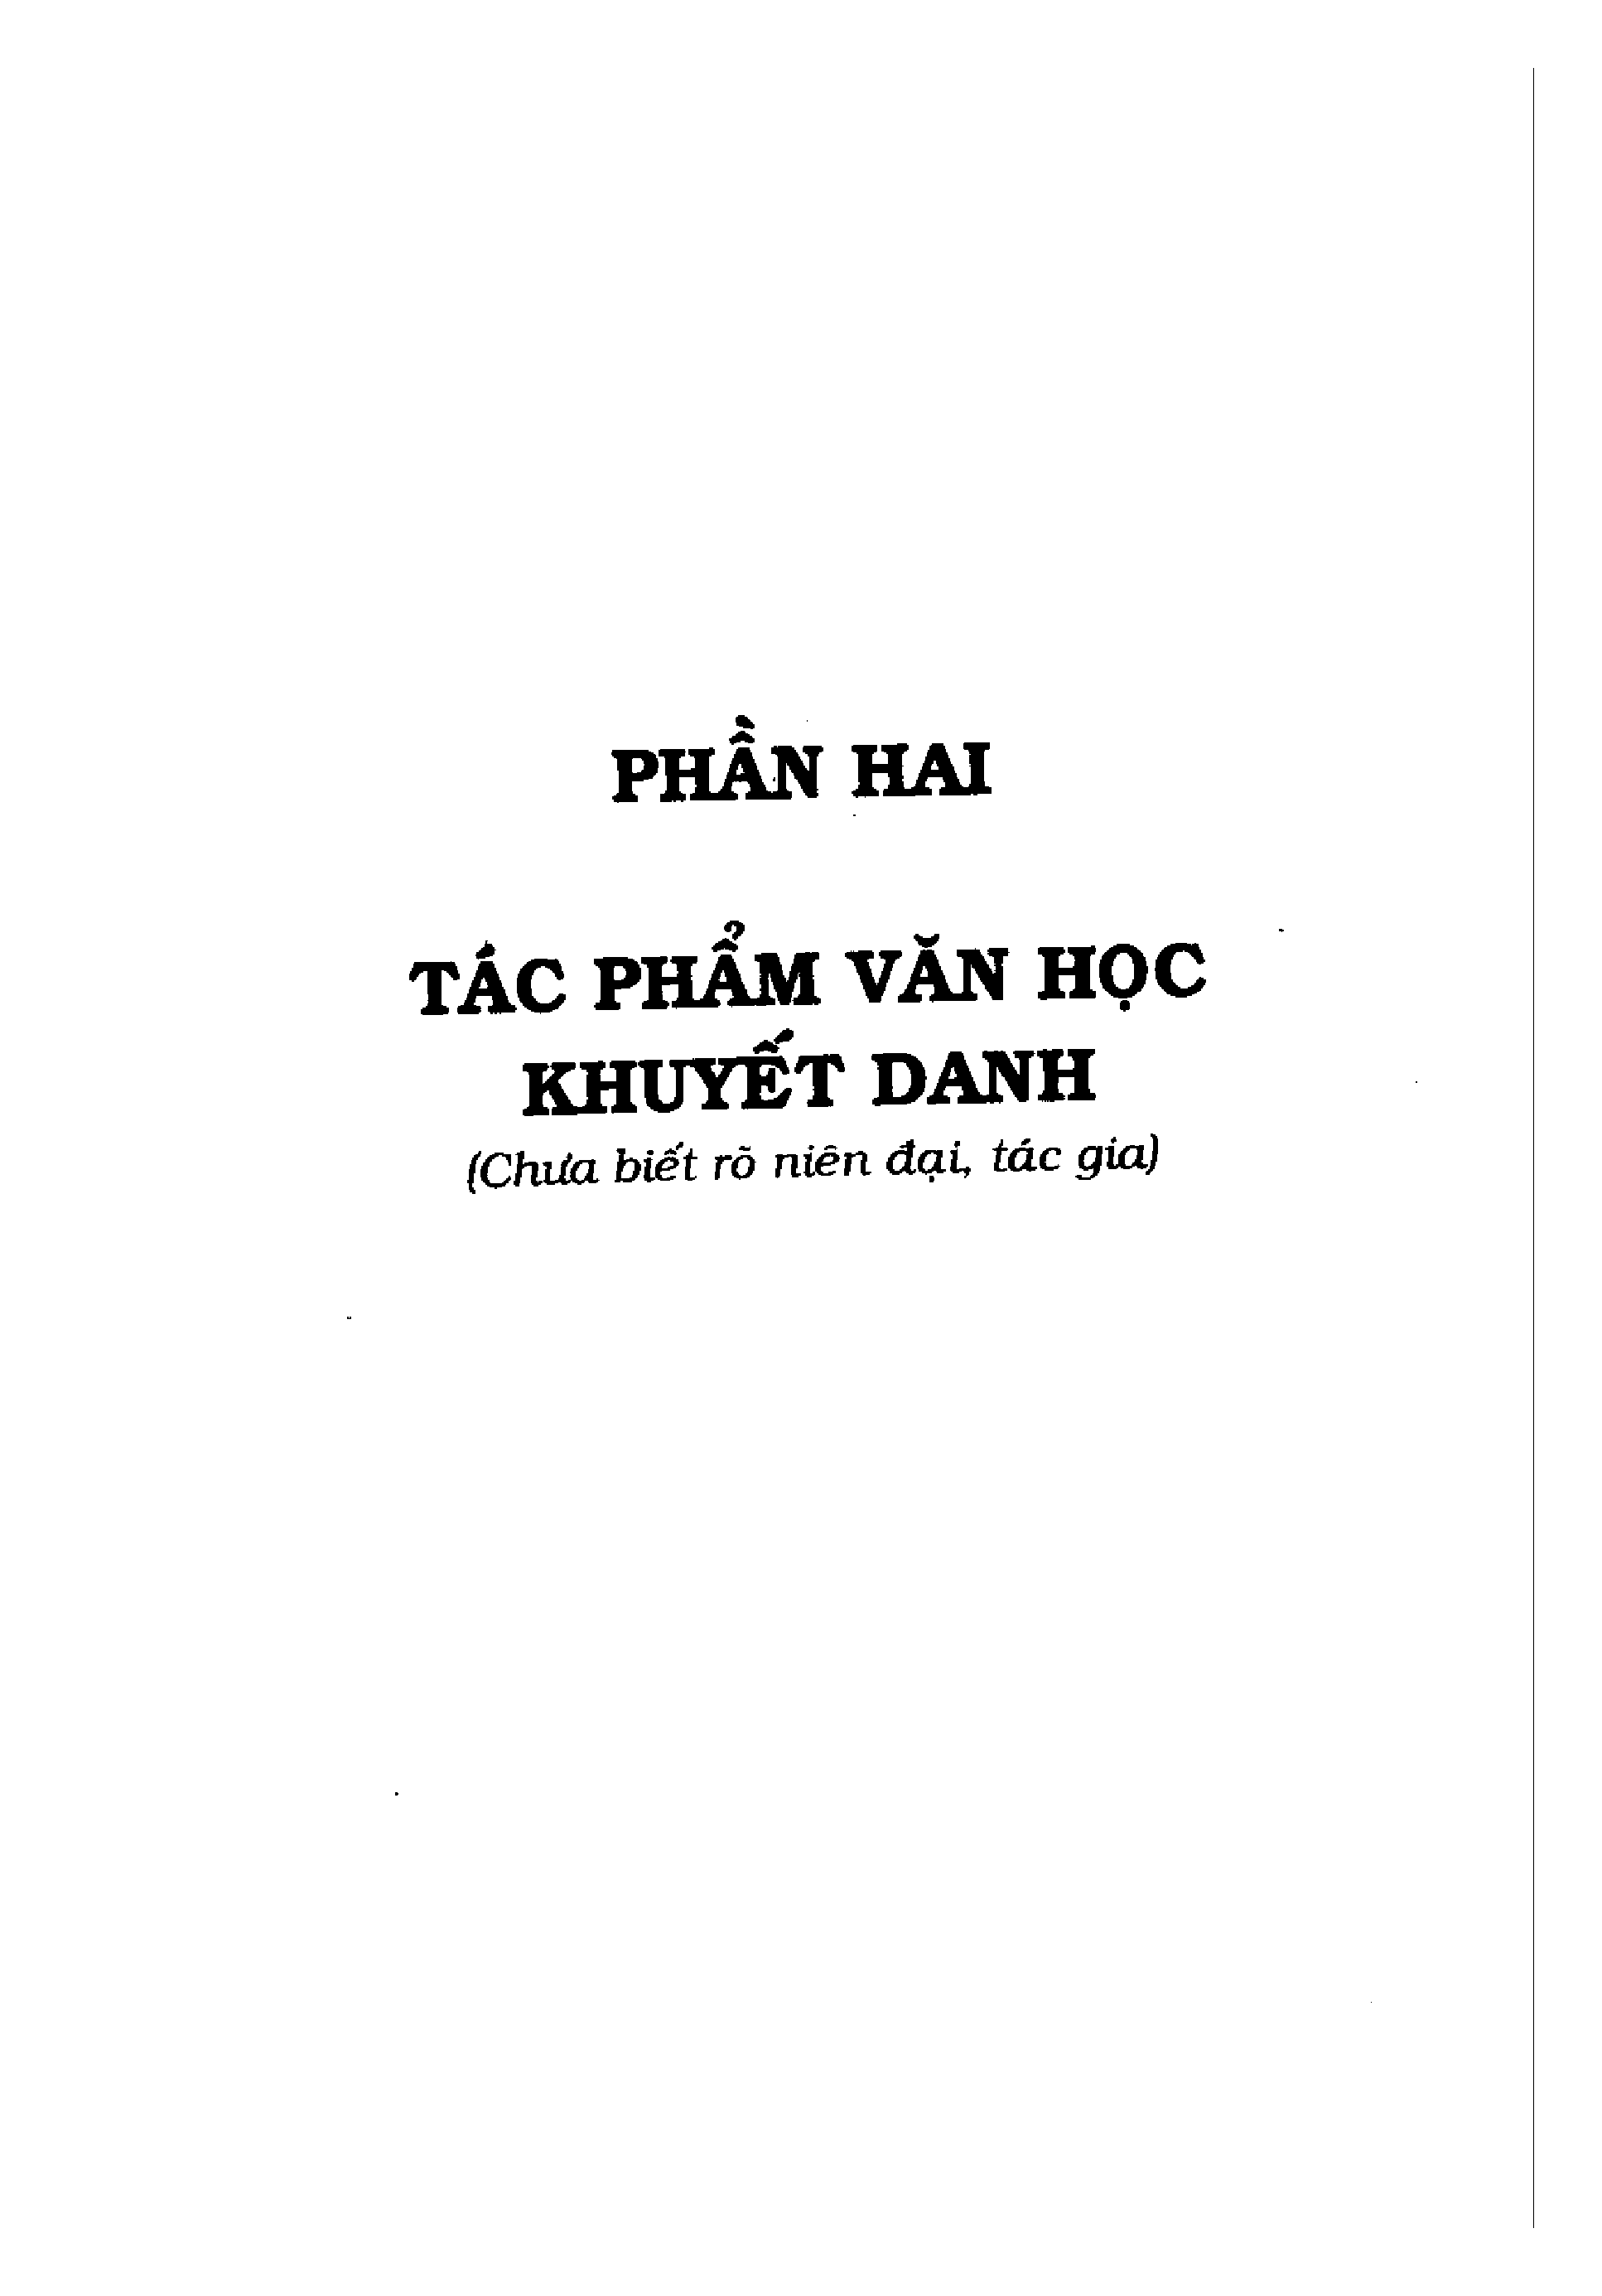 PHẦN HAI
TÁC PHẨM VĂN HỌC
KHUYẾT DANH
(Chưa biết rõ niên đại, tác gia)